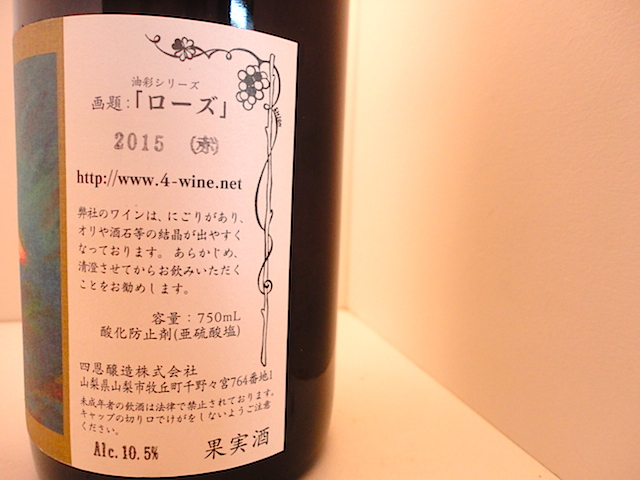 油彩シリーズ
画題:「ローズ」
2015 (赤)
http://www.4-wine.net
弊社のワインは、にごりがあり、
オリや酒石等の結晶が出やすく
なっております。あらかじめ、
清澄させてからお飲みいただく
ことをお勧めします。
容量:750mL
酸化防止剤(亜硫酸塩)
四恩醸造株式会社
山梨県山梨市牧丘町千野々宮764番地1
未成年者の飲酒は法律で禁止されております。
キャップの切り口でけがをしないようご注意
ください。
Alc.10.5%
果実酒